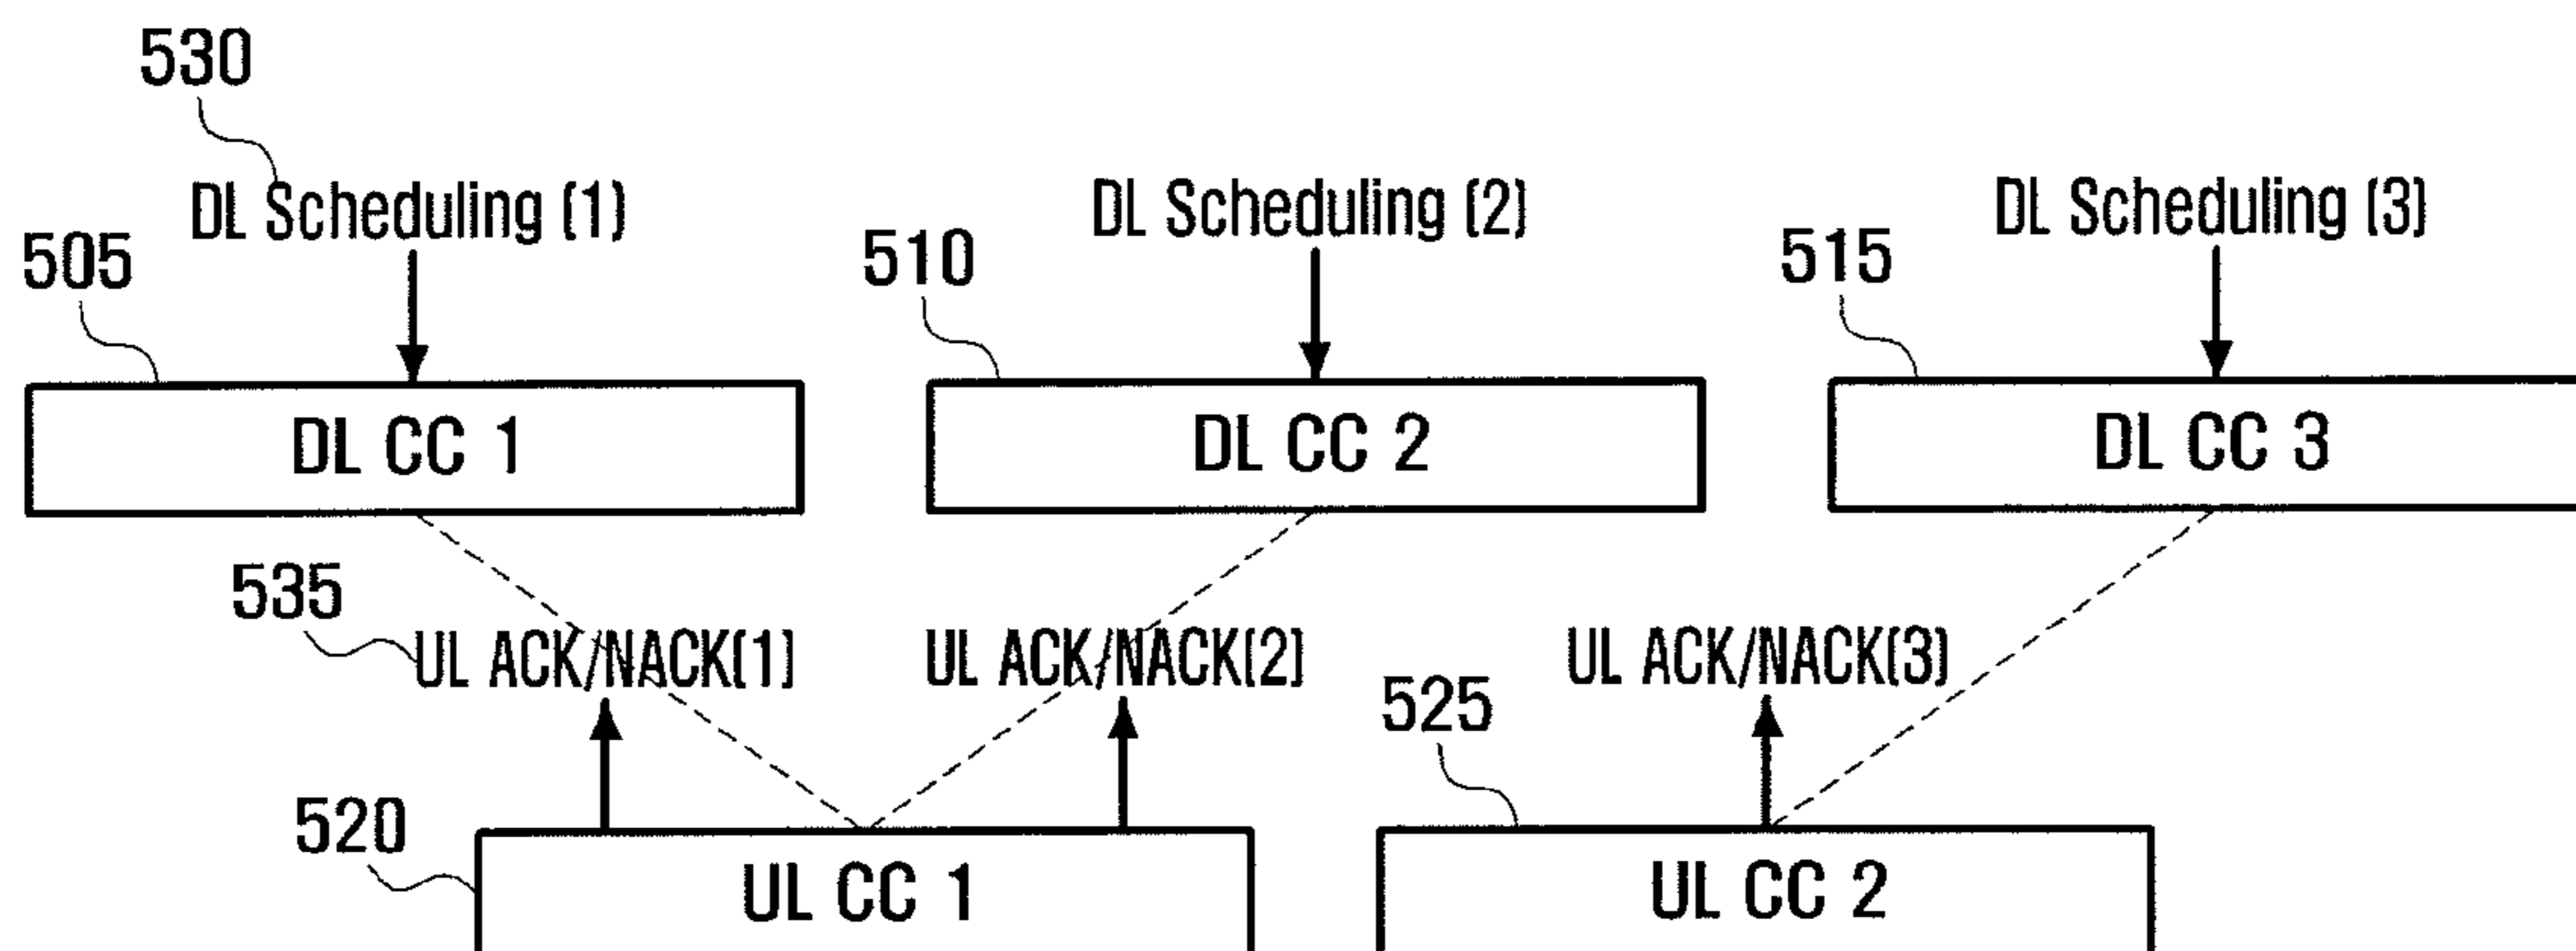 530
DL Scheduling (1)
DL Scheduling (2)
DL Scheduling (3)
505
510
515
DL CC 1
DL CC 2
DL CC 3
535
UL ACK/NACK(1)
UL ACK/NACK(2)
UL ACK/NACK(3)
525
520
UL CC 1
UL CC 2